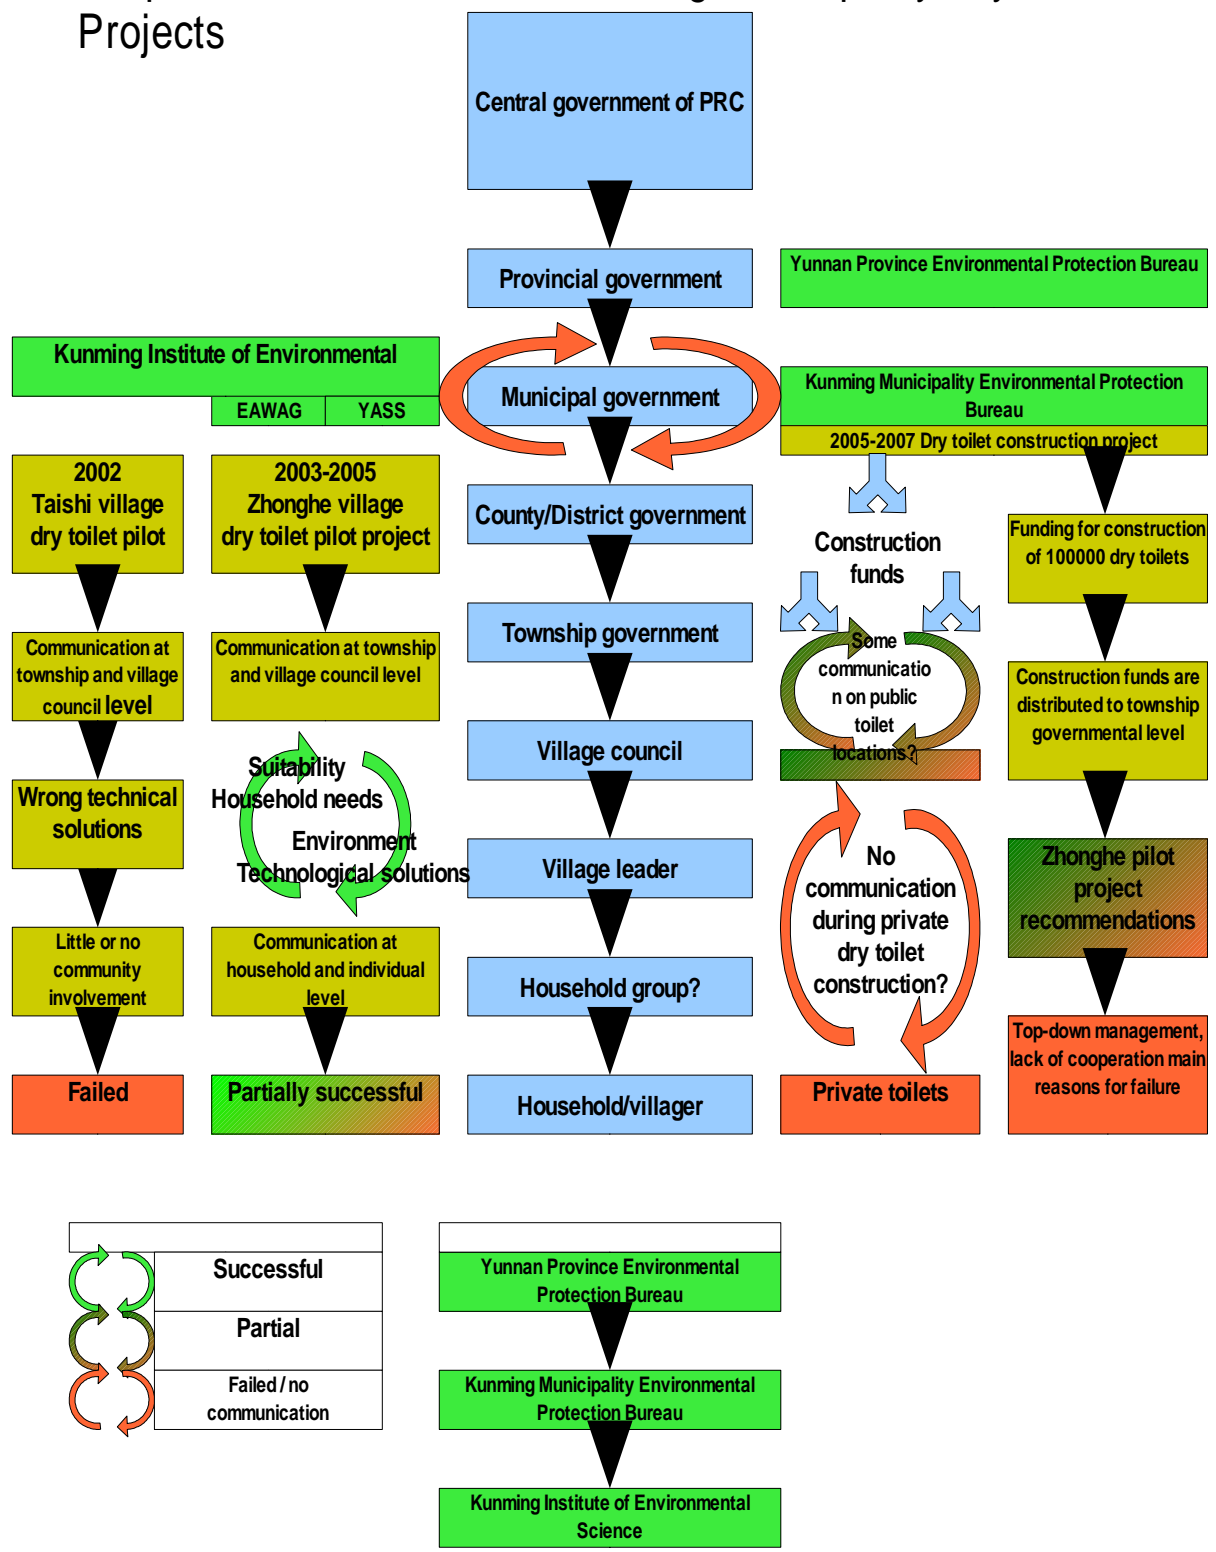 Projects
Central government of PRC
Provincial government
Yunnan Province Environmental Protection Bureau
Kunming Institute of Environmental
EAWAG
YASS
Municipal government
Kunming Municipality Environmental Protection
Bureau
2005-2007 Dry toilet construction project
2002
Taishi village
dry toilet pilot
2003-2005
Zhonghe village
dry toilet pilot project
County/District government
Construction
funds
Funding for construction
of 100000 dry toilets
Communication at
township and village
council level
Communication at township
and village council level
Township government
Some
communicatio
n on public
toilet
locations?
Construction funds are
distributed to township
governmental level
Wrong technical
solutions
Suitability
Household needs
Environment
Technological solutions
Village council
Village leader
No
communication
during private
dry toilet
construction?
Zhonghe pilot
project
recommendations
Little or no
community
involvement
Communication at
household and individual
level
Household group?
Top-down management,
lack of cooperation main
reasons for failure
Failed
Partially successful
Household/villager
Private toilets
Successful
Partial
Failed / no
communication
Yunnan Province Environmental
Protection Bureau
Kunming Municipality Environmental
Protection Bureau
Kunming Institute of Environmental
Science